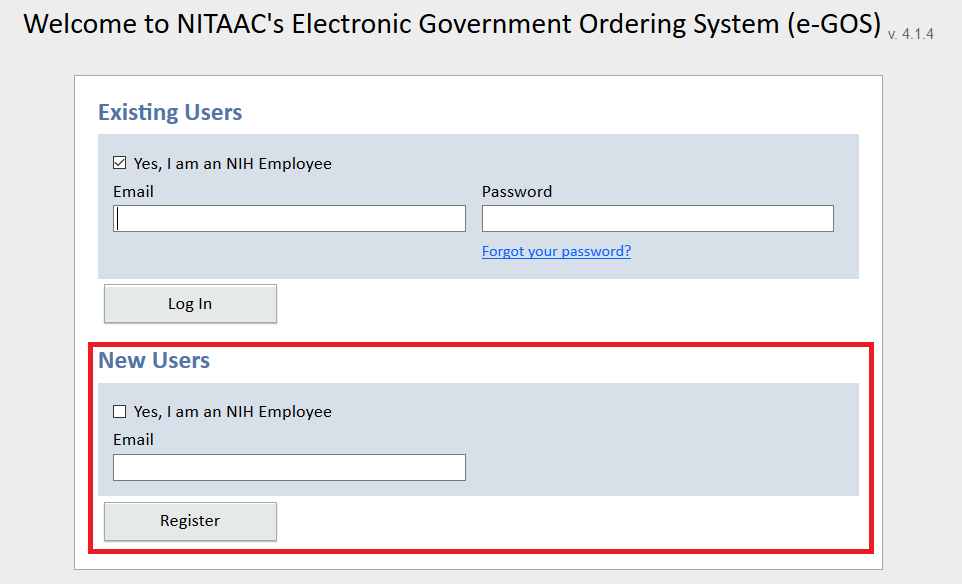 Welcome to NITAAC's Electronic Government Ordering System (e-GOS) v. 4.1.4
Existing Users
Yes, I am an NIH Employee
Email Password
Forgot your password?
Log In
New Users
Yes, I am an NIH Employee
Email
Register